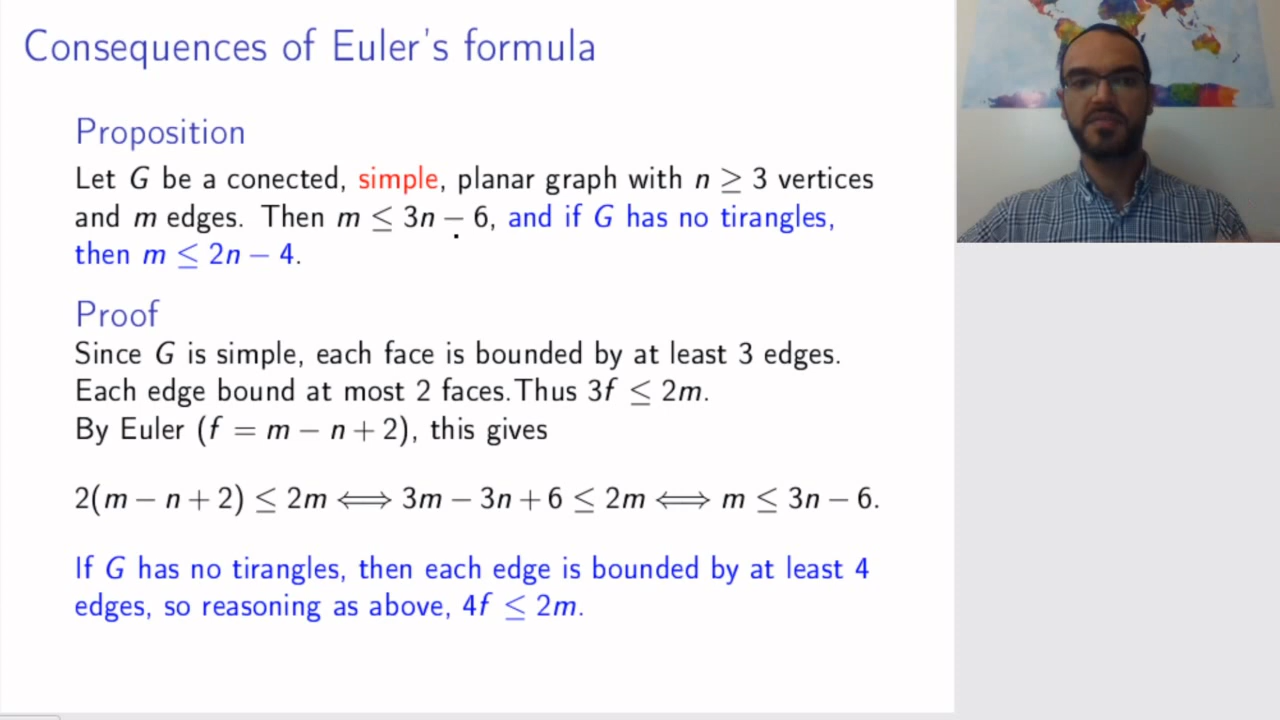 Consequences of Euler's formula
Proposition
Let G be a conected, simple, planar graph with n ≥ 3 vertices
and m edges. Then m ≤ 3n − 6, and if G has no tirangles,
then m ≤ 2n − 4.
Proof
Since G is simple, each face is bounded by at least 3 edges.
Each edge bound at most 2 faces.Thus 3f ≤ 2m.
By Euler (f = m − n + 2), this gives
2(m − n + 2) ≤ 2m ⟺ 3m − 3n + 6 ≤ 2m ⟺ m ≤ 3n − 6.
If G has no tirangles, then each edge is bounded by at least 4
edges, so reasoning as above, 4f ≤ 2m.